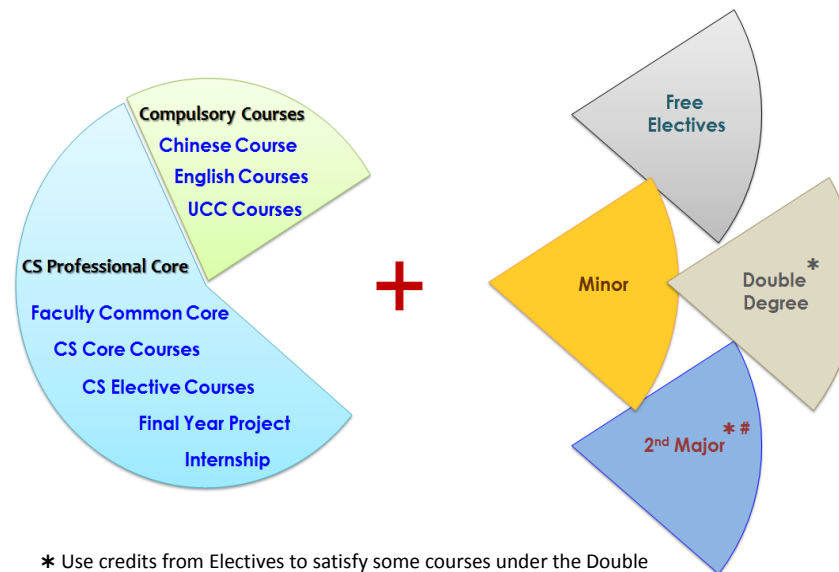 Compulsory Courses
Chinese Course
English Courses
UCC Courses
CS Professional Core
Faculty Common Core
CS Core Courses
CS Elective Courses
Final Year Project
Internship
+
Free
Electives
Minor
Double *
Degree
2nd Major * #
* Use credits from Electives to satisfy some courses under the Double